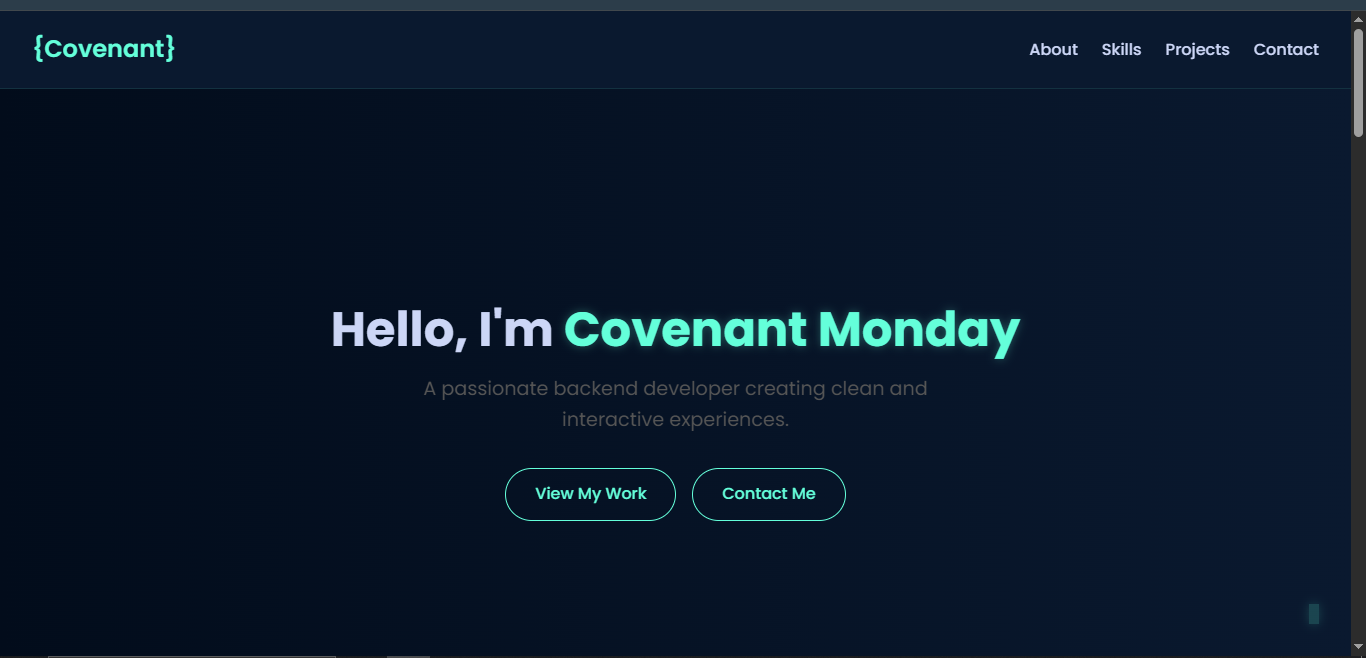 {Covenant}
About Skills Projects Contact
Hello, I'm Covenant Monday
A passionate backend developer creating clean and
interactive experiences.
View My Work
Contact Me